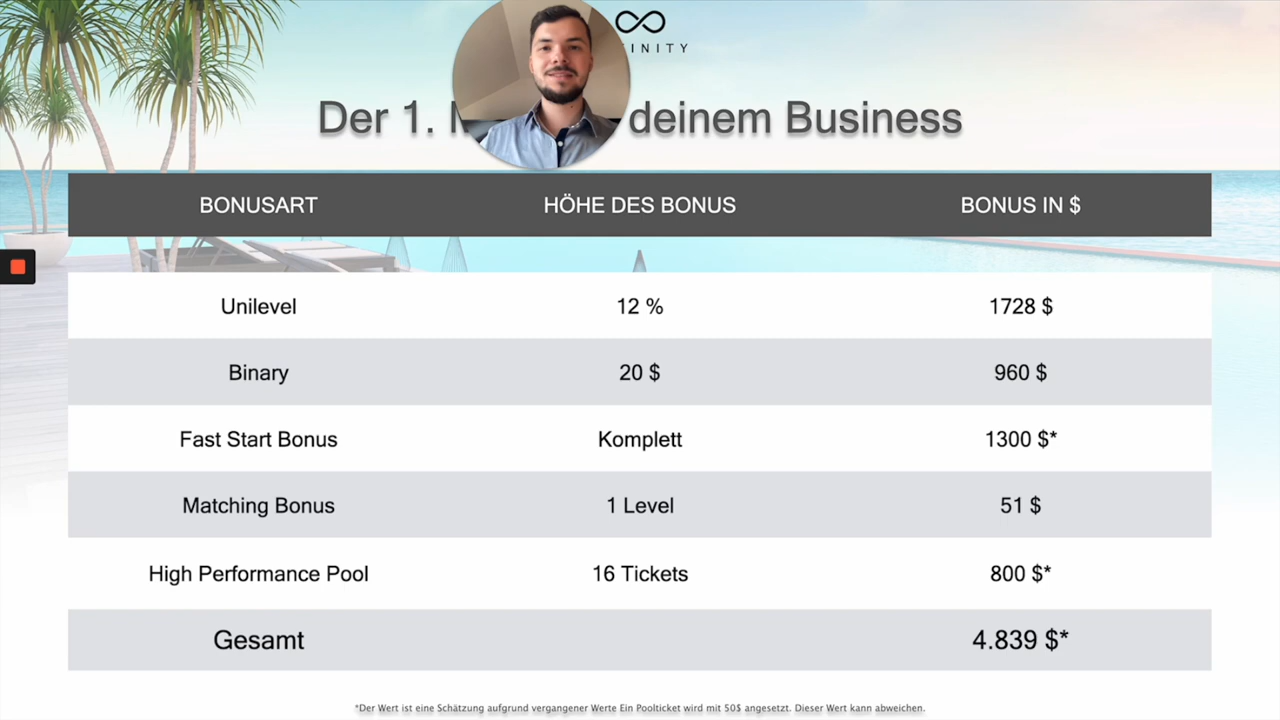 FINITY
Der 1. deinem Business
BONUSART HÖHE DES BONUS BONUS IN $
Unilevel 12 % 1728 $
Binary 20 $ 960 $
Fast Start Bonus Komplett 1300 $*
Matching Bonus 1 Level 51 $
High Performance Pool 16 Tickets 800 $*
Gesamt 4.839 $*
*Der Wert ist eine Schätzung aufgrund vergangener Werte Ein Poolticket wird mit 50$ angesetzt. Dieser Wert kann abweichen.